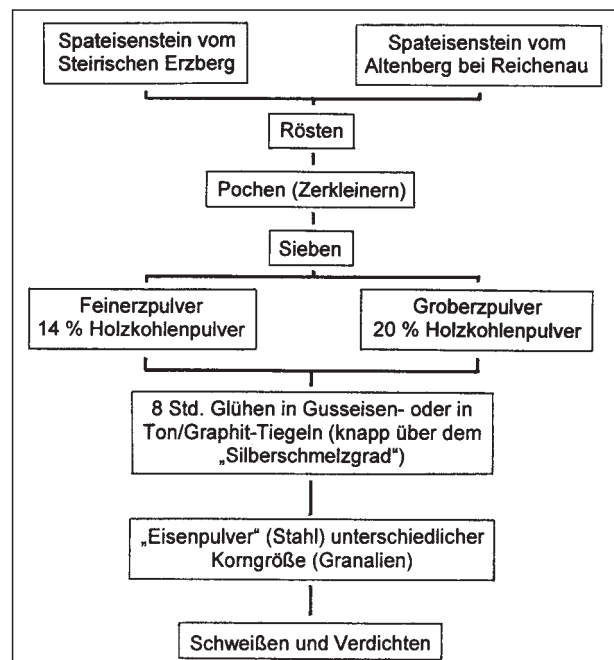 Spateisenstein vom
Steirischen Erzberg
Spateisenstein vom
Altenberg bei Reichenau
Rösten
Pochen (Zerkleinern)
Sieben
Feinerzpulver
14 % Holzkohlenpulver
Groberzpulver
20 % Holzkohlenpulver
8 Std. Glühen in Gusseisen- oder in
Ton/Graphit-Tiegeln (knapp über dem
„Silberschmelzgrad“)
„Eisenpulver“ (Stahl) unterschiedlicher
Korngröße (Granalien)
Schweißen und Verdichten